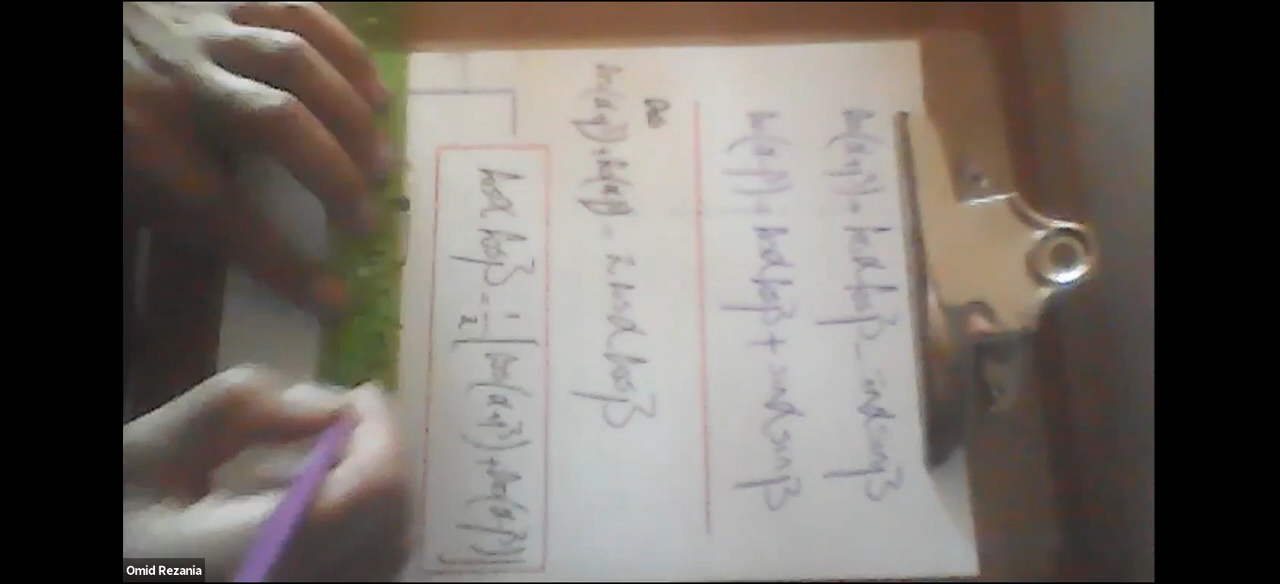 cos(α+β) = cosα cosβ - sinα sinβ
cos(α-β) = cosα cosβ + sinα sinβ
cos(α+β) + cos(α-β) = 2 cosα cosβ
cosα cosβ = 1/2 [cos(α+β) + cos(α-β)]
Omid Rezania